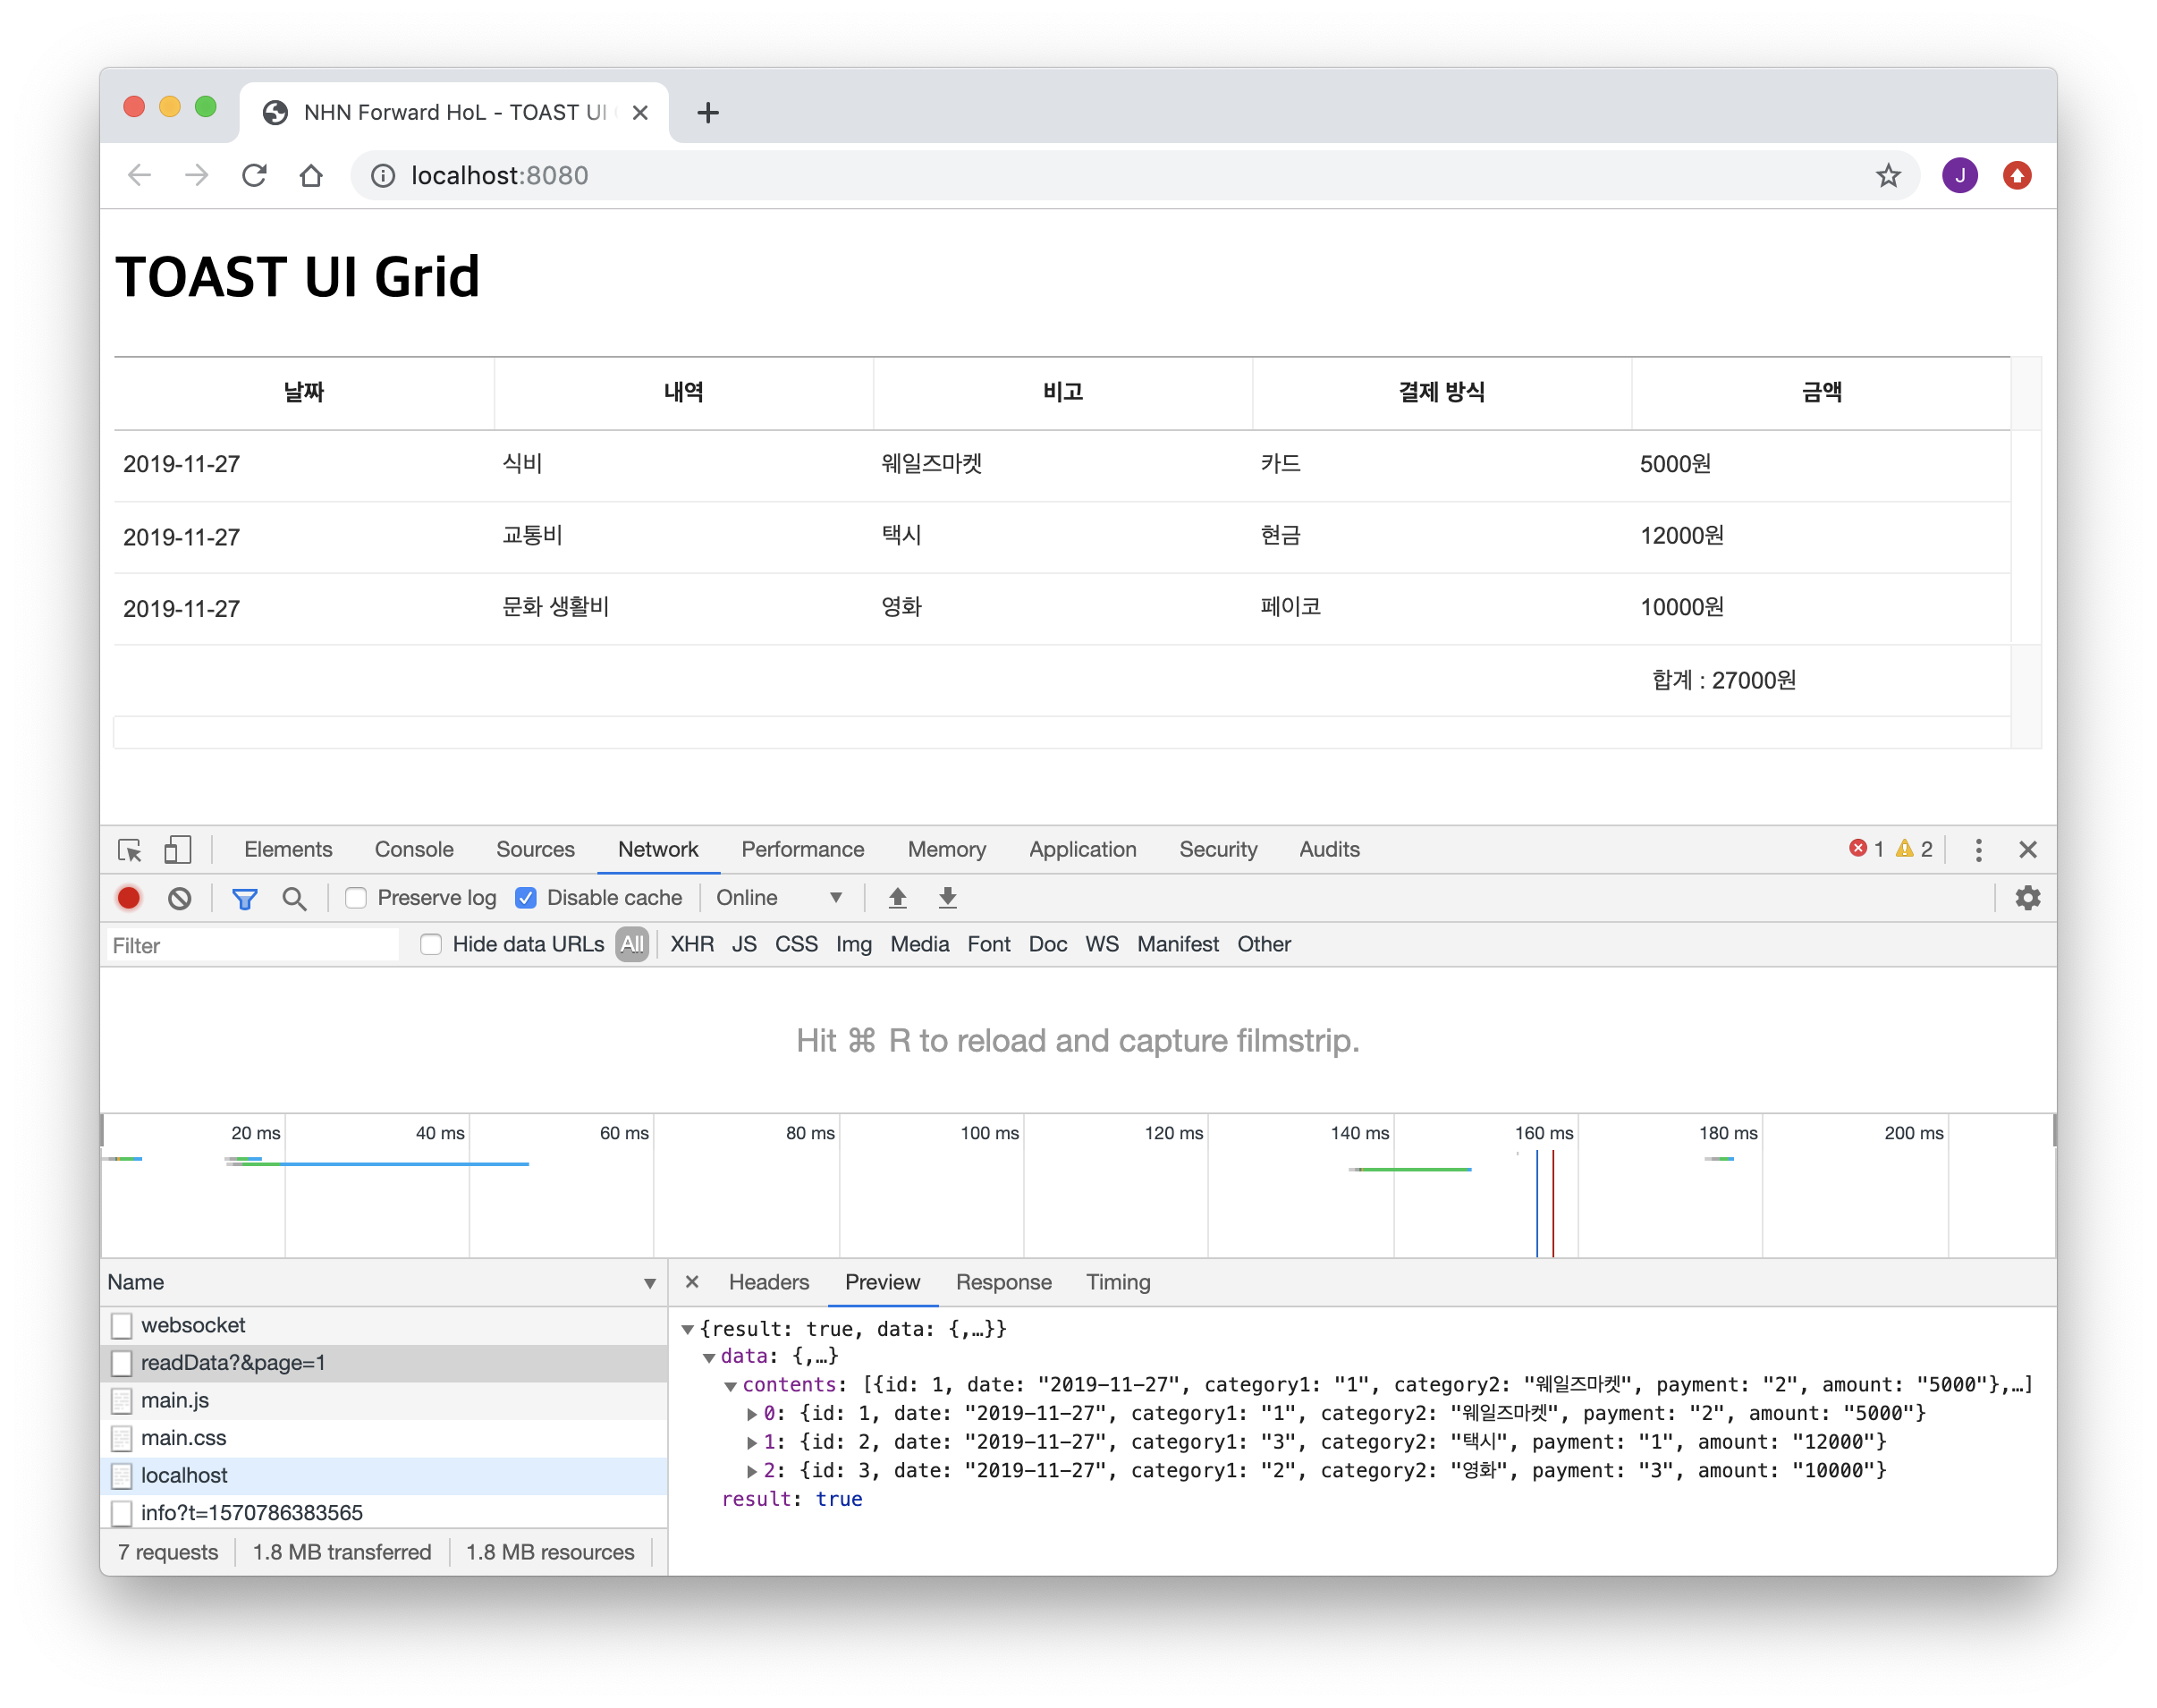 NHN Forward HoL - TOAST UI
localhost:8080
J
TOAST UI Grid
날짜 내역 비고 결제 방식 금액
2019-11-27 식비 웨일즈마켓 카드 5000원
2019-11-27 교통비 택시 현금 12000원
2019-11-27 문화 생활비 영화 페이코 10000원
합계 : 27000원
Elements Console Sources Network Performance Memory Application Security Audits 1 2
Preserve log Disable cache Online
Filter Hide data URLs All XHR JS CSS Img Media Font Doc WS Manifest Other
Hit ⌘ R to reload and capture filmstrip.
20 ms 40 ms 60 ms 80 ms 100 ms 120 ms 140 ms 160 ms 180 ms 200 ms
Name
websocket
readData?&page=1
main.js
main.css
localhost
info?t=1570786383565
7 requests 1.8 MB transferred 1.8 MB resources
Headers Preview Response Timing
{result: true, data: {,…}}
data: {,…}
contents: [{id: 1, date: "2019-11-27", category1: "1", category2: "웨일즈마켓", payment: "2", amount: "5000"},…]
0: {id: 1, date: "2019-11-27", category1: "1", category2: "웨일즈마켓", payment: "2", amount: "5000"}
1: {id: 2, date: "2019-11-27", category1: "3", category2: "택시", payment: "1", amount: "12000"}
2: {id: 3, date: "2019-11-27", category1: "2", category2: "영화", payment: "3", amount: "10000"}
result: true